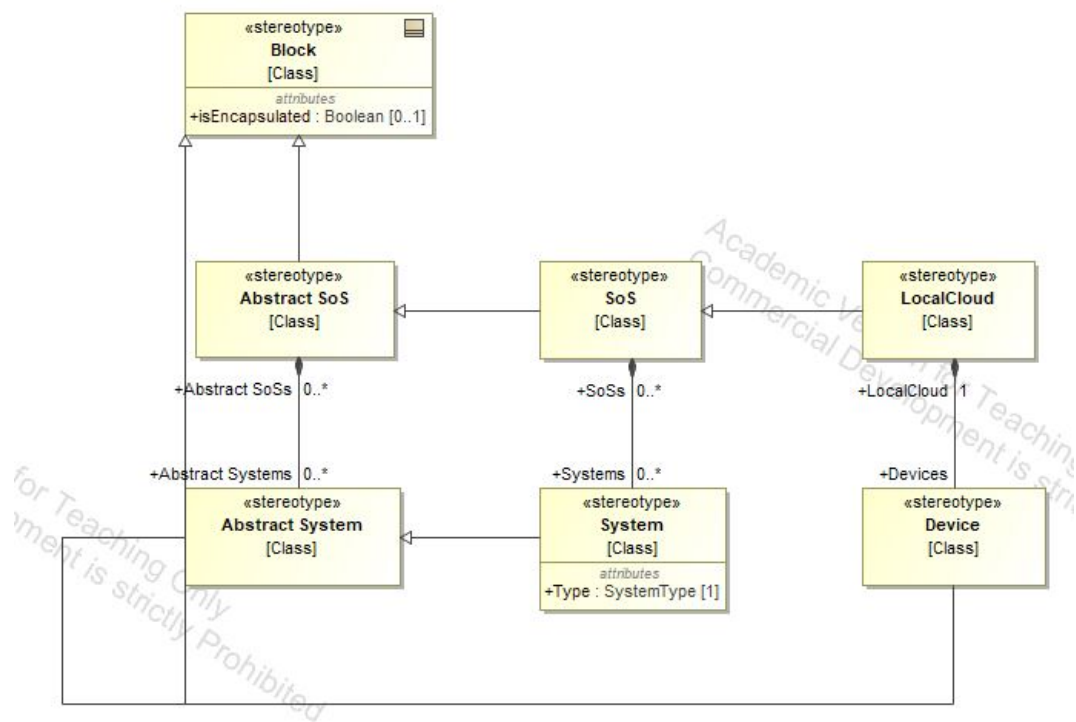 «stereotype»
Block
[Class]
attributes
+isEncapsulated : Boolean [0..1]
«stereotype»
Abstract SoS
[Class]
«stereotype»
SoS
[Class]
«stereotype»
LocalCloud
[Class]
+Abstract SoSs 0..*
+SoSs 0..*
+LocalCloud 1
+Abstract Systems 0..*
+Systems 0..*
+Devices
«stereotype»
Abstract System
[Class]
«stereotype»
System
[Class]
attributes
+Type : SystemType [1]
«stereotype»
Device
[Class]
Academic for Teaching
Commercial Development is
for Teaching Only
is strictly Prohibited